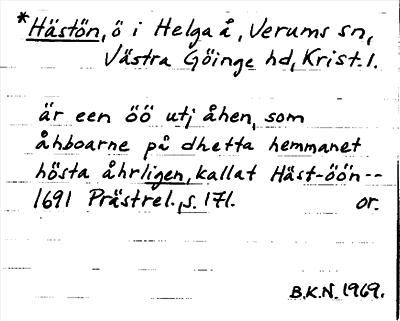 *Hästön, ö i Helga å, Verums sn,
Västra Göinge hd, Krist. l.
är een öö utj åhen, som
åhboarne på dhetta hemmanet
hösta åhrligen, kallat Häst-öön--
1691 Prästrel., s. 171. or.
B.K.N. 1969.